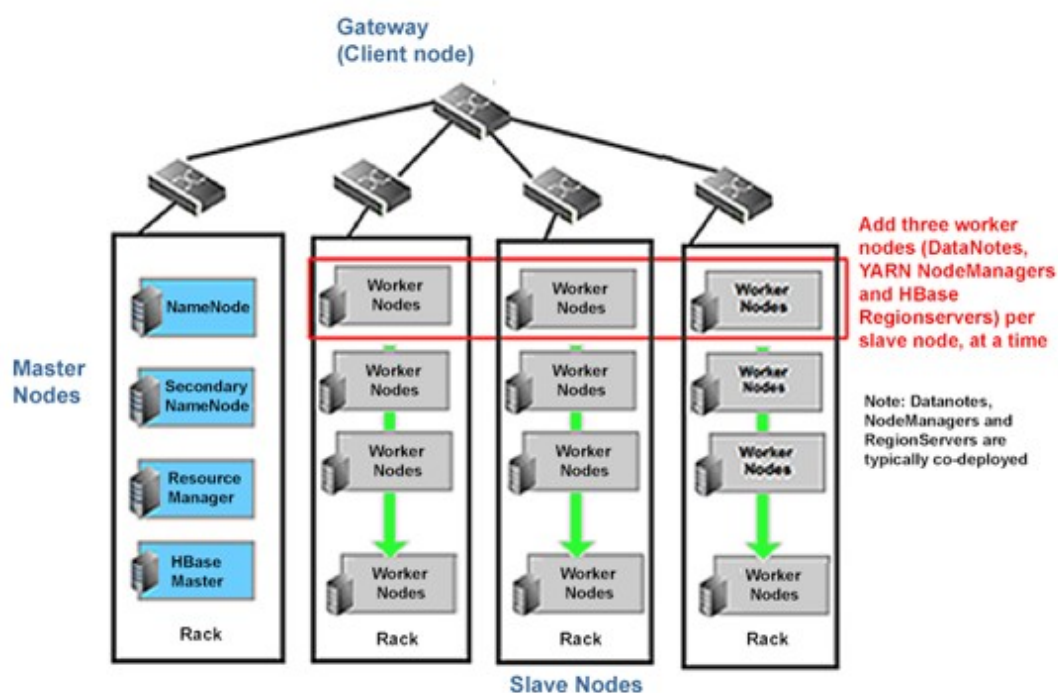 Gateway
(Client node)
Master
Nodes
NameNode
Secondary
NameNode
Resource
Manager
HBase
Master
Rack
Worker
Nodes
Worker
Nodes
Worker
Nodes
Worker
Nodes
Rack
Worker
Nodes
Worker
Nodes
Worker
Nodes
Worker
Nodes
Rack
Worker
Nodes
Worker
Nodes
Worker
Nodes
Worker
Nodes
Rack
Slave Nodes
Add three worker
nodes (DataNotes,
YARN NodeManagers
and HBase
Regionservers) per
slave node, at a time
Note: Datanotes,
NodeManagers and
RegionServers are
typically co-deployed